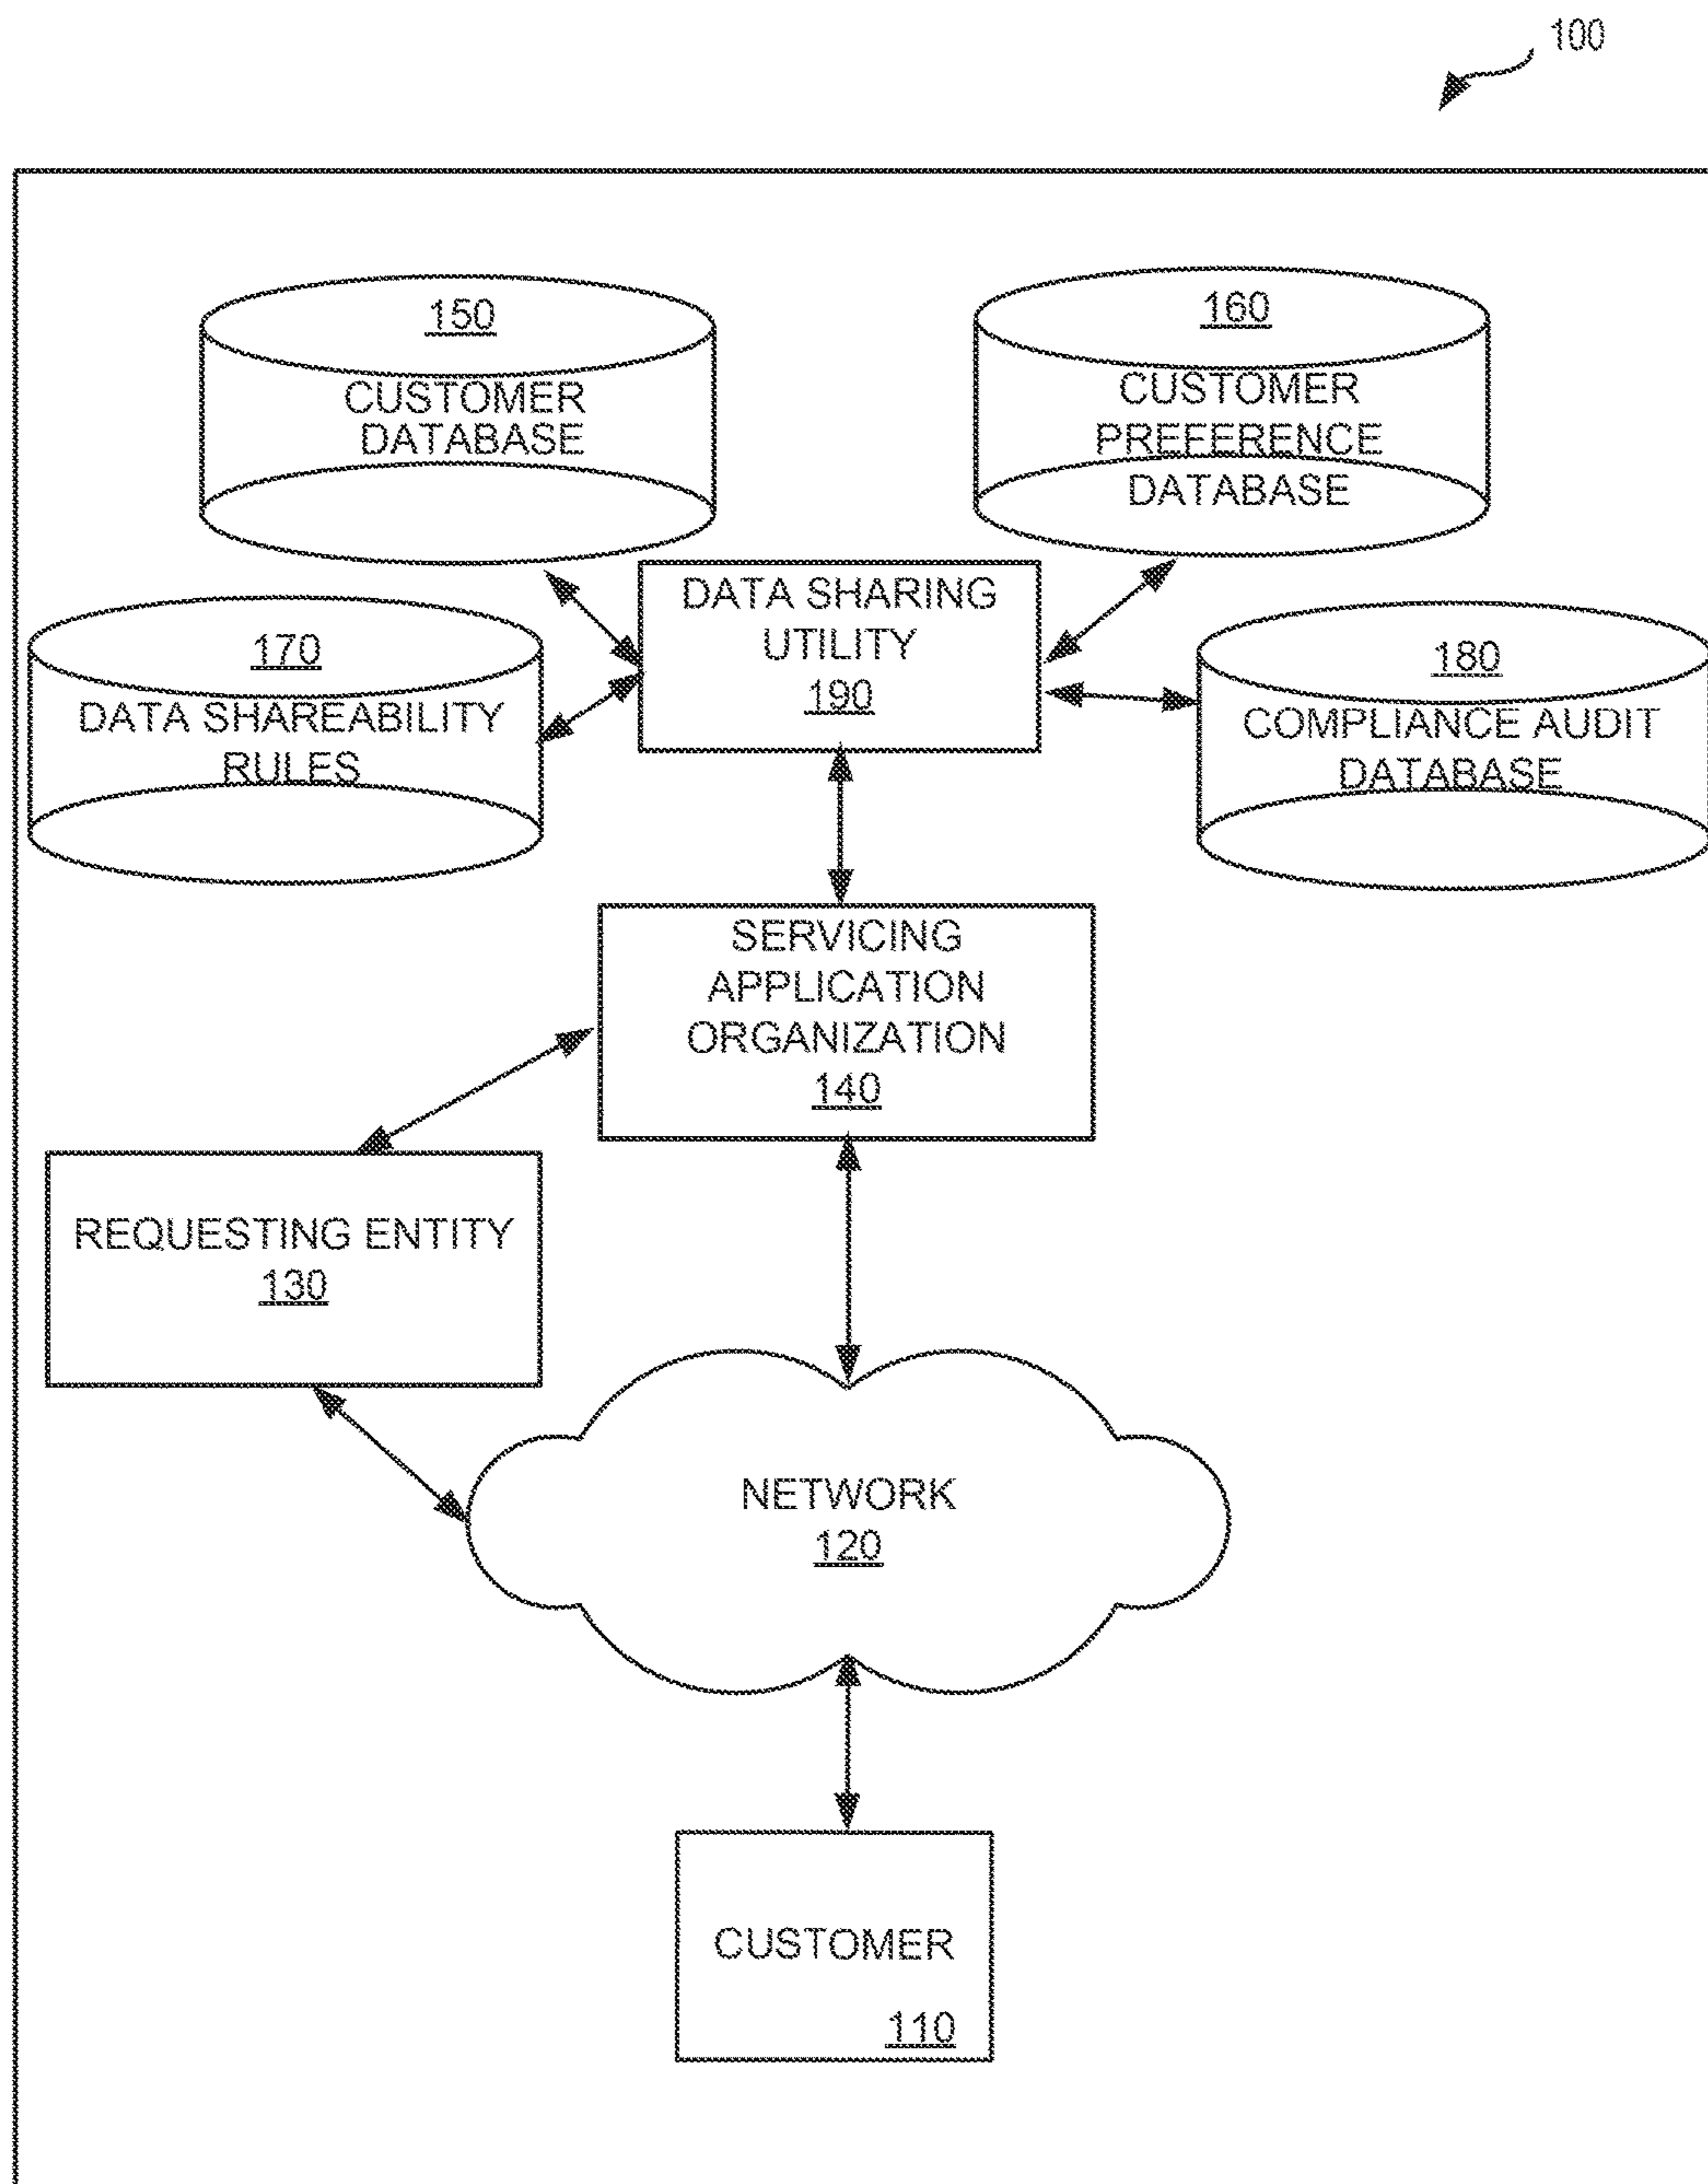 100
150
CUSTOMER
DATABASE
160
CUSTOMER
PREFERENCE
DATABASE
DATA SHARING
UTILITY
190
170
DATA SHAREABILITY
RULES
180
COMPLIANCE AUDIT
DATABASE
SERVICING
APPLICATION
ORGANIZATION
140
REQUESTING ENTITY
130
NETWORK
120
CUSTOMER
110